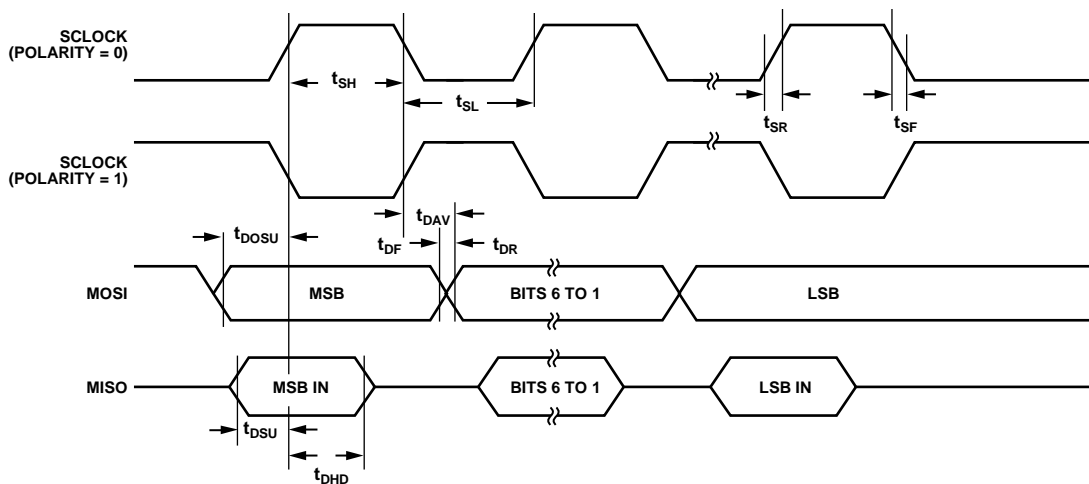 SCLOCK
(POLARITY = 0)
tSH
tSL
tSR
tSF
SCLOCK
(POLARITY = 1)
tDAV
tDOSU
tDF
tDR
MOSI
MSB
BITS 6 TO 1
LSB
MISO
MSB IN
BITS 6 TO 1
LSB IN
tDSU
tDHD